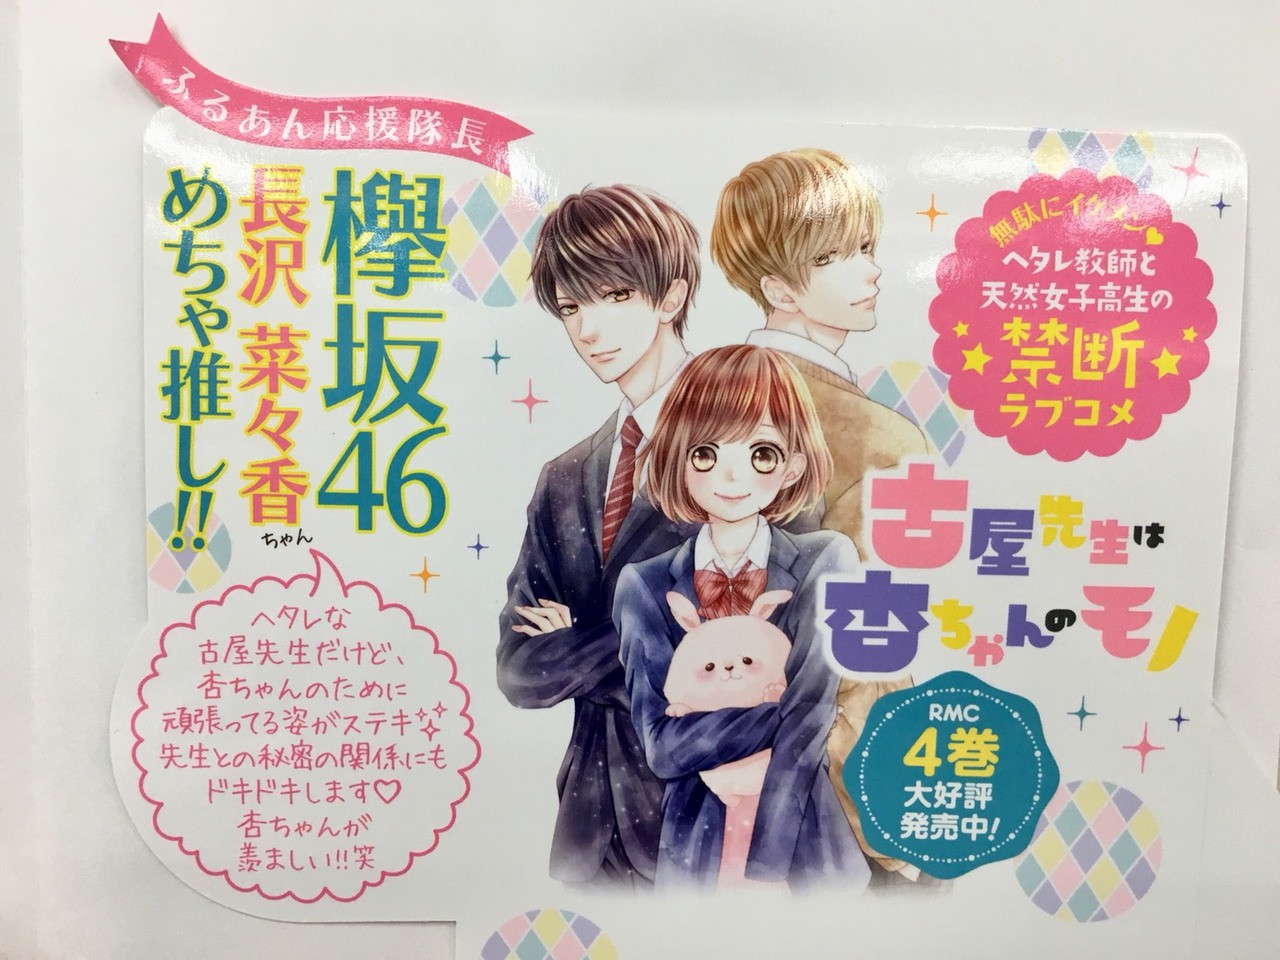 ふるあん応援隊長
欅坂46
長沢 菜々香
ちゃん
めちゃ推し!!
ヘタレな
古屋先生だけど、
杏ちゃんのために
頑張ってる姿がステキ
先生との秘密の関係にも
ドキドキします♡
杏ちゃんが
羨ましい!!笑
無駄にイケメン
ヘタレ教師と
天然女子高生の
禁断
ラブコメ
古屋先生は
杏ちゃんのモノ
RMC
4巻
大好評
発売中!